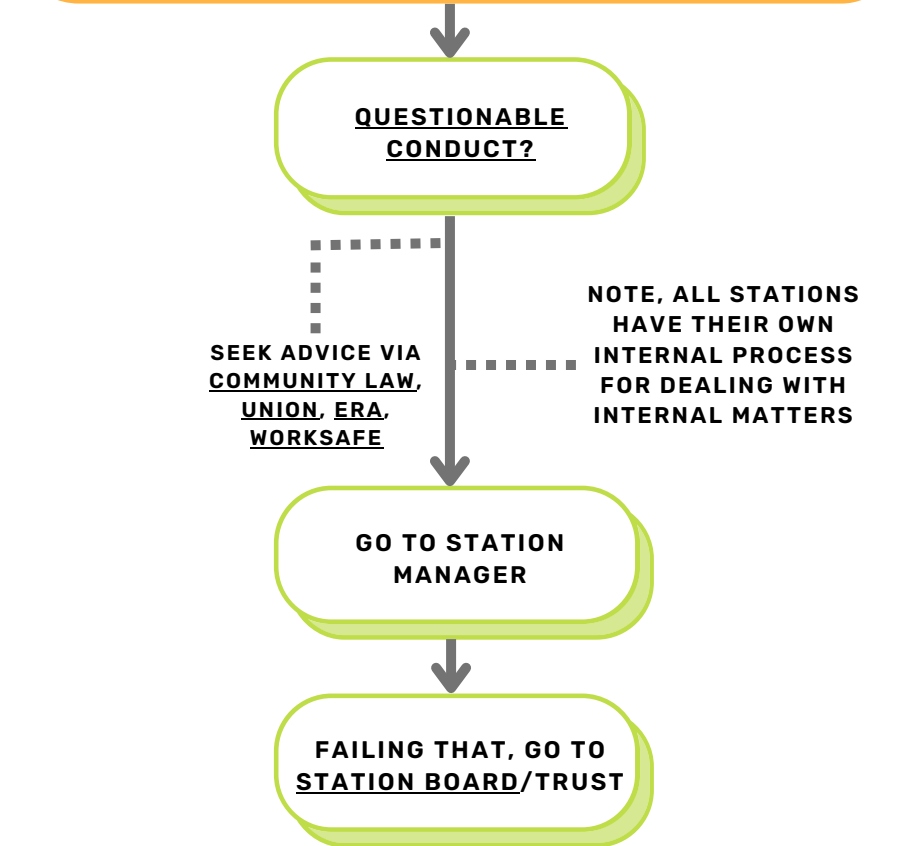 QUESTIONABLE
CONDUCT?
NOTE, ALL STATIONS
HAVE THEIR OWN
INTERNAL PROCESS
FOR DEALING WITH
INTERNAL MATTERS
SEEK ADVICE VIA
COMMUNITY LAW,
UNION, ERA,
WORKSAFE
GO TO STATION
MANAGER
FAILING THAT, GO TO
STATION BOARD/TRUST